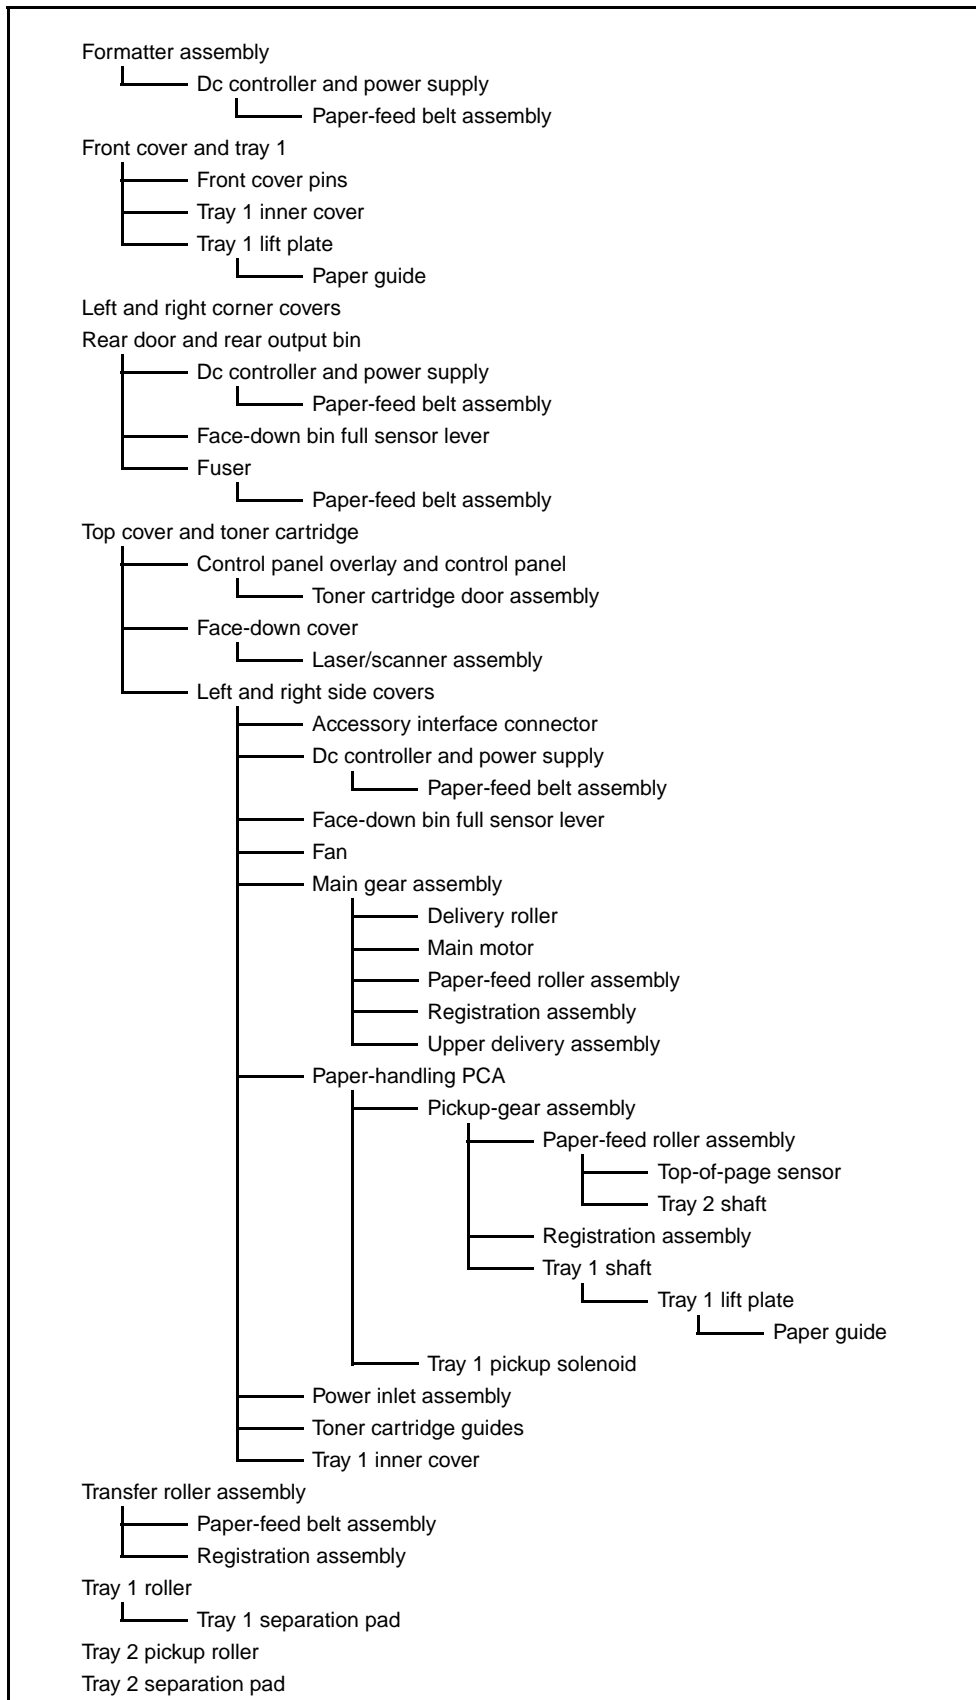 Formatter assembly
Dc controller and power supply
Paper-feed belt assembly
Front cover and tray 1
Front cover pins
Tray 1 inner cover
Tray 1 lift plate
Paper guide
Left and right corner covers
Rear door and rear output bin
Dc controller and power supply
Paper-feed belt assembly
Face-down bin full sensor lever
Fuser
Paper-feed belt assembly
Top cover and toner cartridge
Control panel overlay and control panel
Toner cartridge door assembly
Face-down cover
Laser/scanner assembly
Left and right side covers
Accessory interface connector
Dc controller and power supply
Paper-feed belt assembly
Face-down bin full sensor lever
Fan
Main gear assembly
Delivery roller
Main motor
Paper-feed roller assembly
Registration assembly
Upper delivery assembly
Paper-handling PCA
Pickup-gear assembly
Paper-feed roller assembly
Top-of-page sensor
Tray 2 shaft
Registration assembly
Tray 1 shaft
Tray 1 lift plate
Paper guide
Tray 1 pickup solenoid
Power inlet assembly
Toner cartridge guides
Tray 1 inner cover
Transfer roller assembly
Paper-feed belt assembly
Registration assembly
Tray 1 roller
Tray 1 separation pad
Tray 2 pickup roller
Tray 2 separation pad